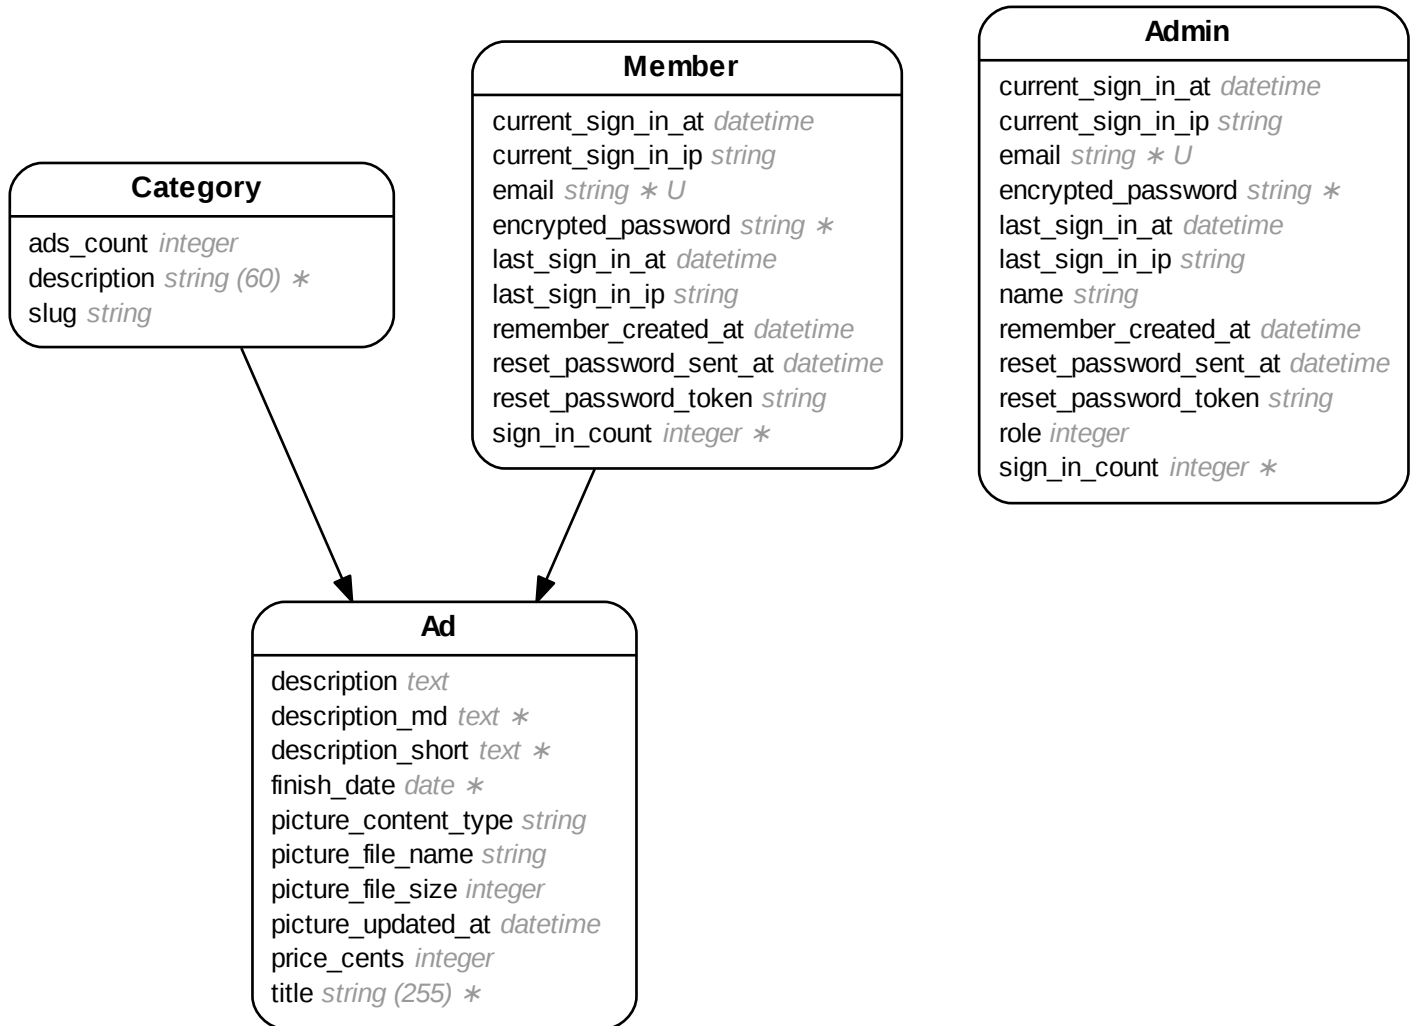 Category
ads_count integer
description string (60) ∗
slug string
Member
current_sign_in_at datetime
current_sign_in_ip string
email string ∗ U
encrypted_password string ∗
last_sign_in_at datetime
last_sign_in_ip string
remember_created_at datetime
reset_password_sent_at datetime
reset_password_token string
sign_in_count integer ∗
Admin
current_sign_in_at datetime
current_sign_in_ip string
email string ∗ U
encrypted_password string ∗
last_sign_in_at datetime
last_sign_in_ip string
name string
remember_created_at datetime
reset_password_sent_at datetime
reset_password_token string
role integer
sign_in_count integer ∗
Ad
description text
description_md text ∗
description_short text ∗
finish_date date ∗
picture_content_type string
picture_file_name string
picture_file_size integer
picture_updated_at datetime
price_cents integer
title string (255) ∗